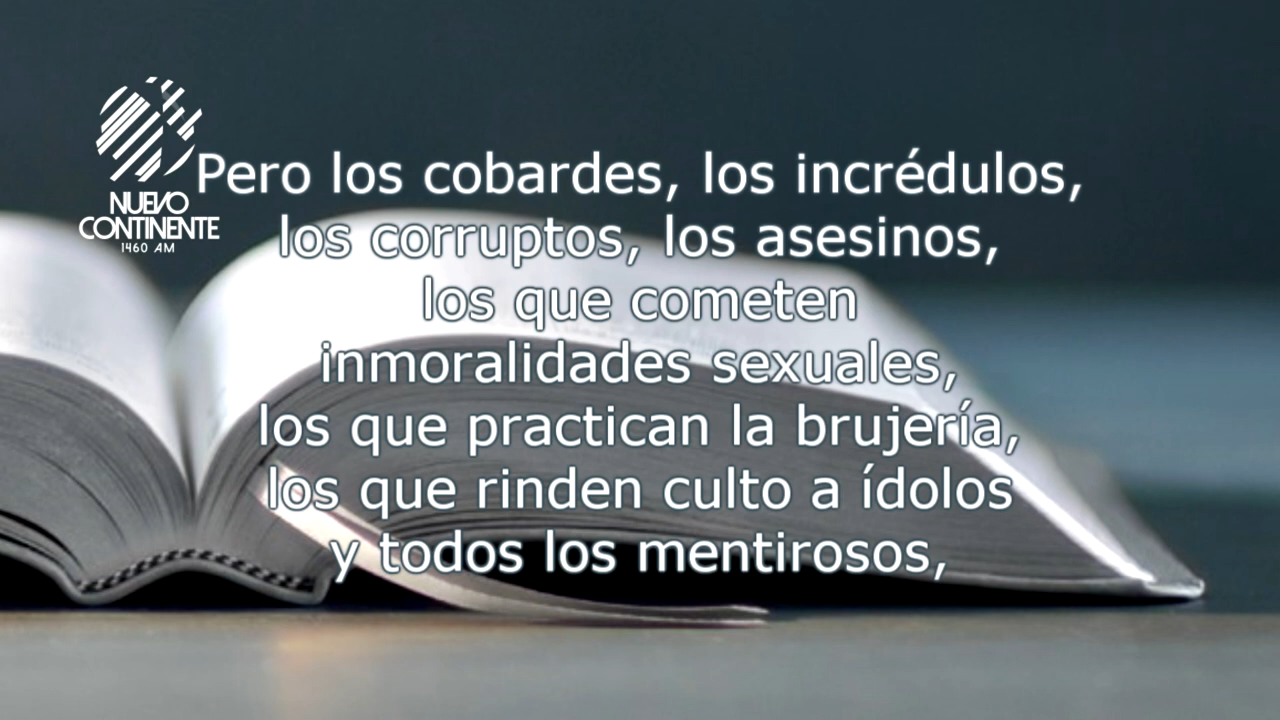 NUEVO
CONTINENTE
1460 AM
Pero los cobardes, los incrédulos,
los corruptos, los asesinos,
los que cometen
inmoralidades sexuales,
los que practican la brujería,
los que rinden culto a ídolos
y todos los mentirosos,